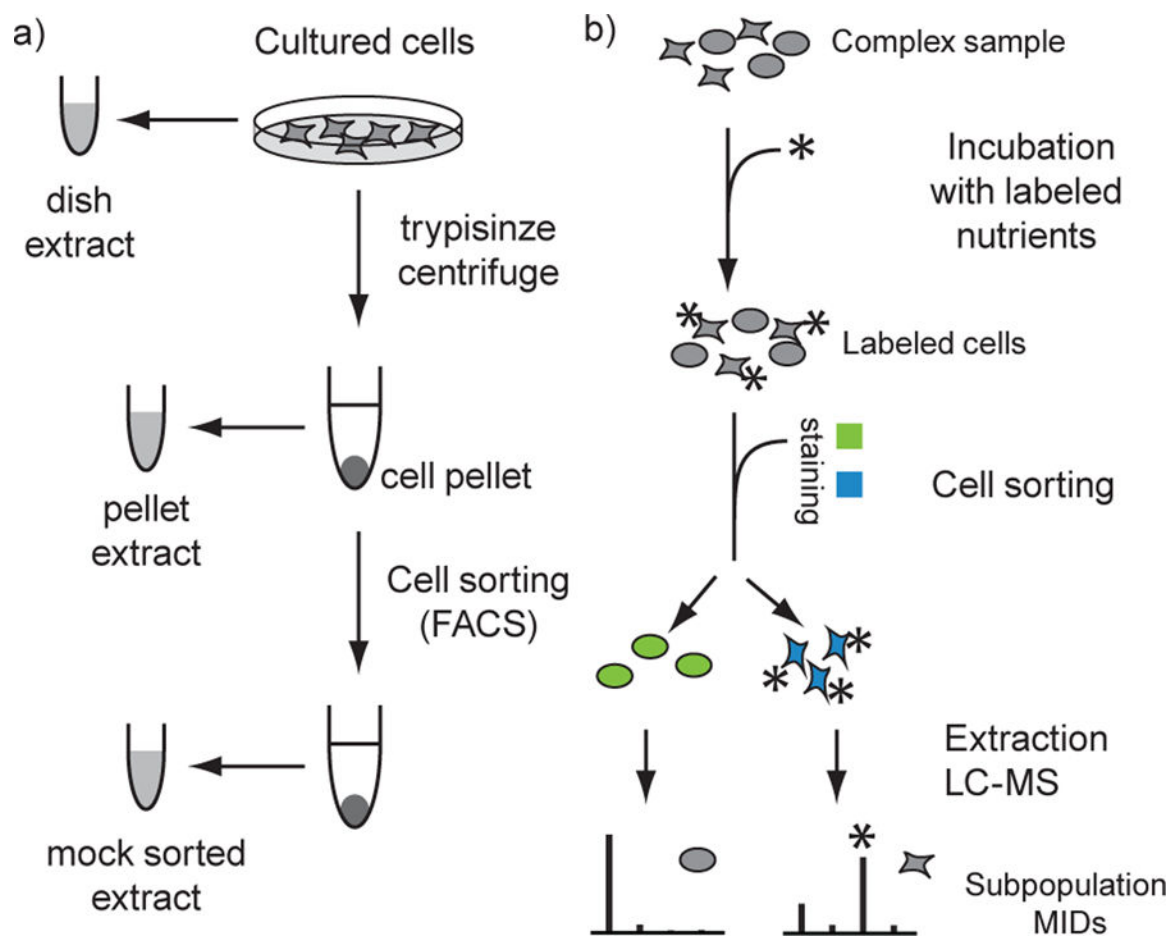 a)
Cultured cells
dish
extract
trypisinze
centrifuge
cell pellet
pellet
extract
Cell sorting
(FACS)
mock sorted
extract
b)
Complex sample
*
Incubation
with labeled
nutrients
*
*
*
Labeled cells
staining
Cell sorting
*
*
*
Extraction
LC-MS
*
Subpopulation
MIDs